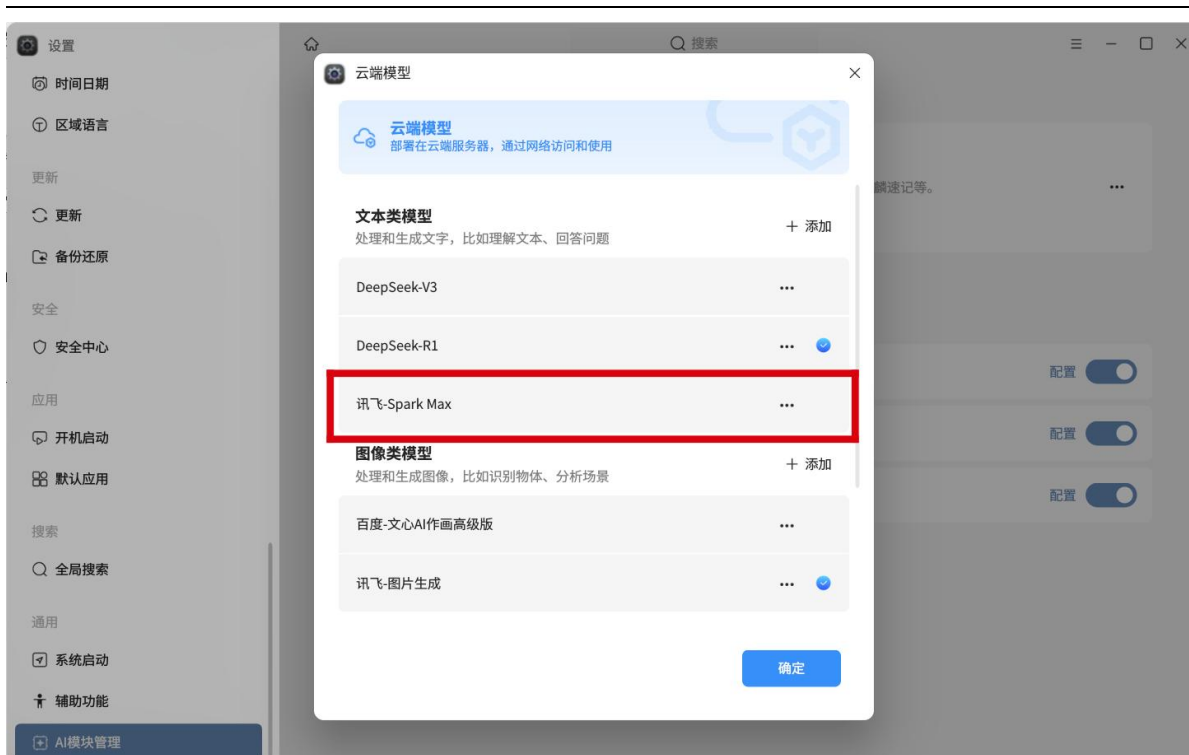 设置
搜索
时间日期
区域语言
更新
更新
备份还原
安全
安全中心
应用
开机启动
默认应用
搜索
全局搜索
通用
系统启动
辅助功能
AI模块管理
云端模型
云端模型
部署在云端服务器，通过网络访问和使用
文本类模型
添加
处理和生成文字，比如理解文本、回答问题
DeepSeek-V3
DeepSeek-R1
讯飞-Spark Max
图像类模型
添加
处理和生成图像，比如识别物体、分析场景
百度-文心AI作画高级版
讯飞-图片生成
确定
麟速记等。
配置
配置
配置